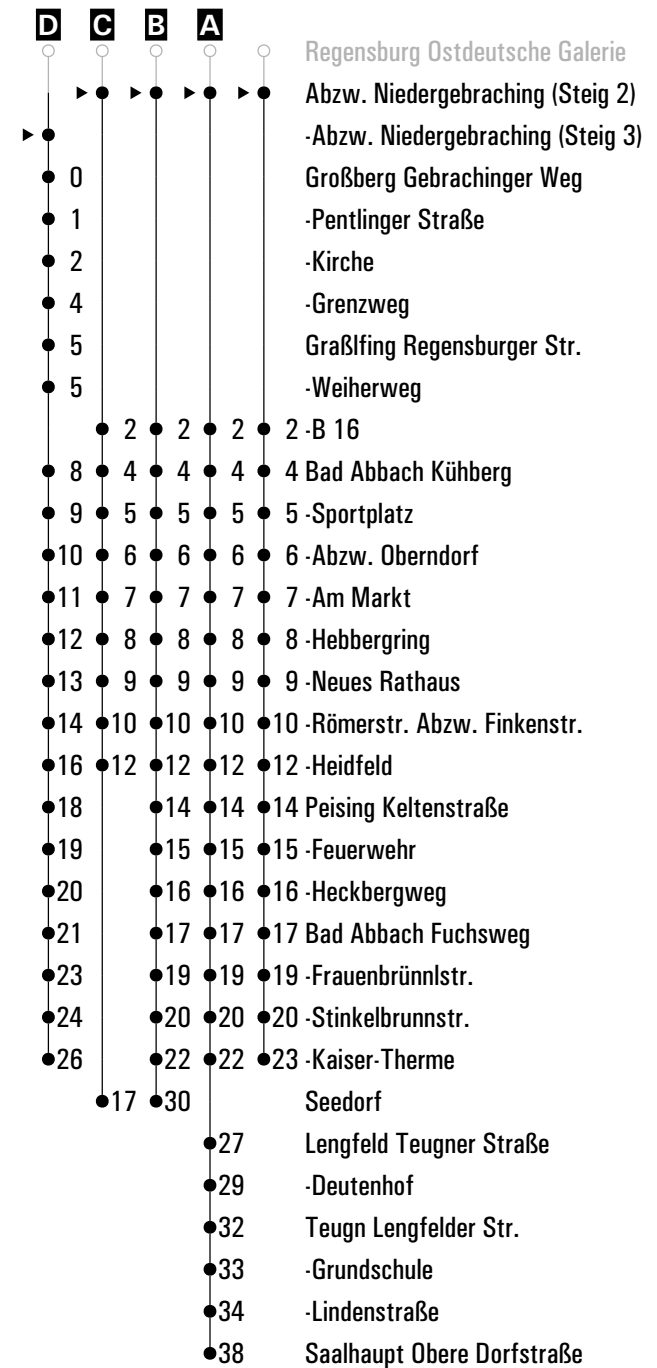 D C B A
Regensburg Ostdeutsche Galerie
Abzw. Niedergebraching (Steig 2)
-Abzw. Niedergebraching (Steig 3)
0 Großberg Gebrachinger Weg
1 -Pentlinger Straße
2 -Kirche
4 -Grenzweg
5 Graßlfing Regensburger Str.
5 -Weiherweg
2 2 2 2 -B 16
8 4 4 4 4 Bad Abbach Kühberg
9 5 5 5 5 -Sportplatz
10 6 6 6 6 -Abzw. Oberndorf
11 7 7 7 7 -Am Markt
12 8 8 8 8 -Hebbergring
13 9 9 9 9 -Neues Rathaus
14 10 10 10 10 -Römerstr. Abzw. Finkenstr.
16 12 12 12 12 -Heidfeld
18 14 14 14 Peising Keltenstraße
19 15 15 15 -Feuerwehr
20 16 16 16 -Heckbergweg
21 17 17 17 Bad Abbach Fuchsweg
23 19 19 19 -Frauenbrünnlstr.
24 20 20 20 -Stinkelbrunnstr.
26 22 22 23 -Kaiser-Therme
17 30 Seedorf
27 Lengfeld Teugner Straße
29 -Deutenhof
32 Teugn Lengfelder Str.
33 -Grundschule
34 -Lindenstraße
38 Saalhaupt Obere Dorfstraße